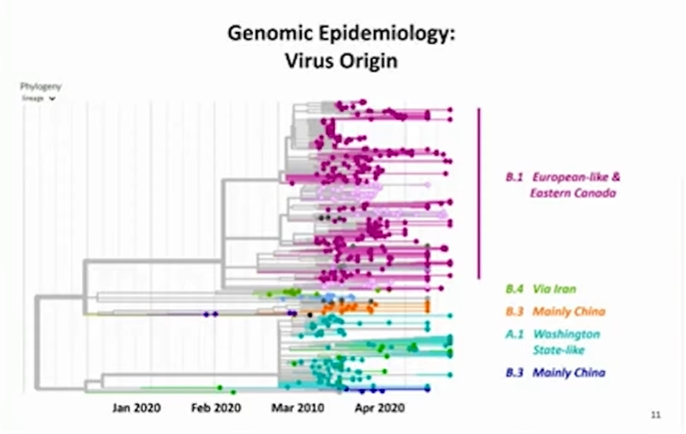 Genomic Epidemiology:
Virus Origin
Phylogeny
lineage
B.1 European-like &
Eastern Canada
B.4 Via Iran
B.3 Mainly China
A.1 Washington
State-like
B.3 Mainly China
Jan 2020 Feb 2020 Mar 2010 Apr 2020
11